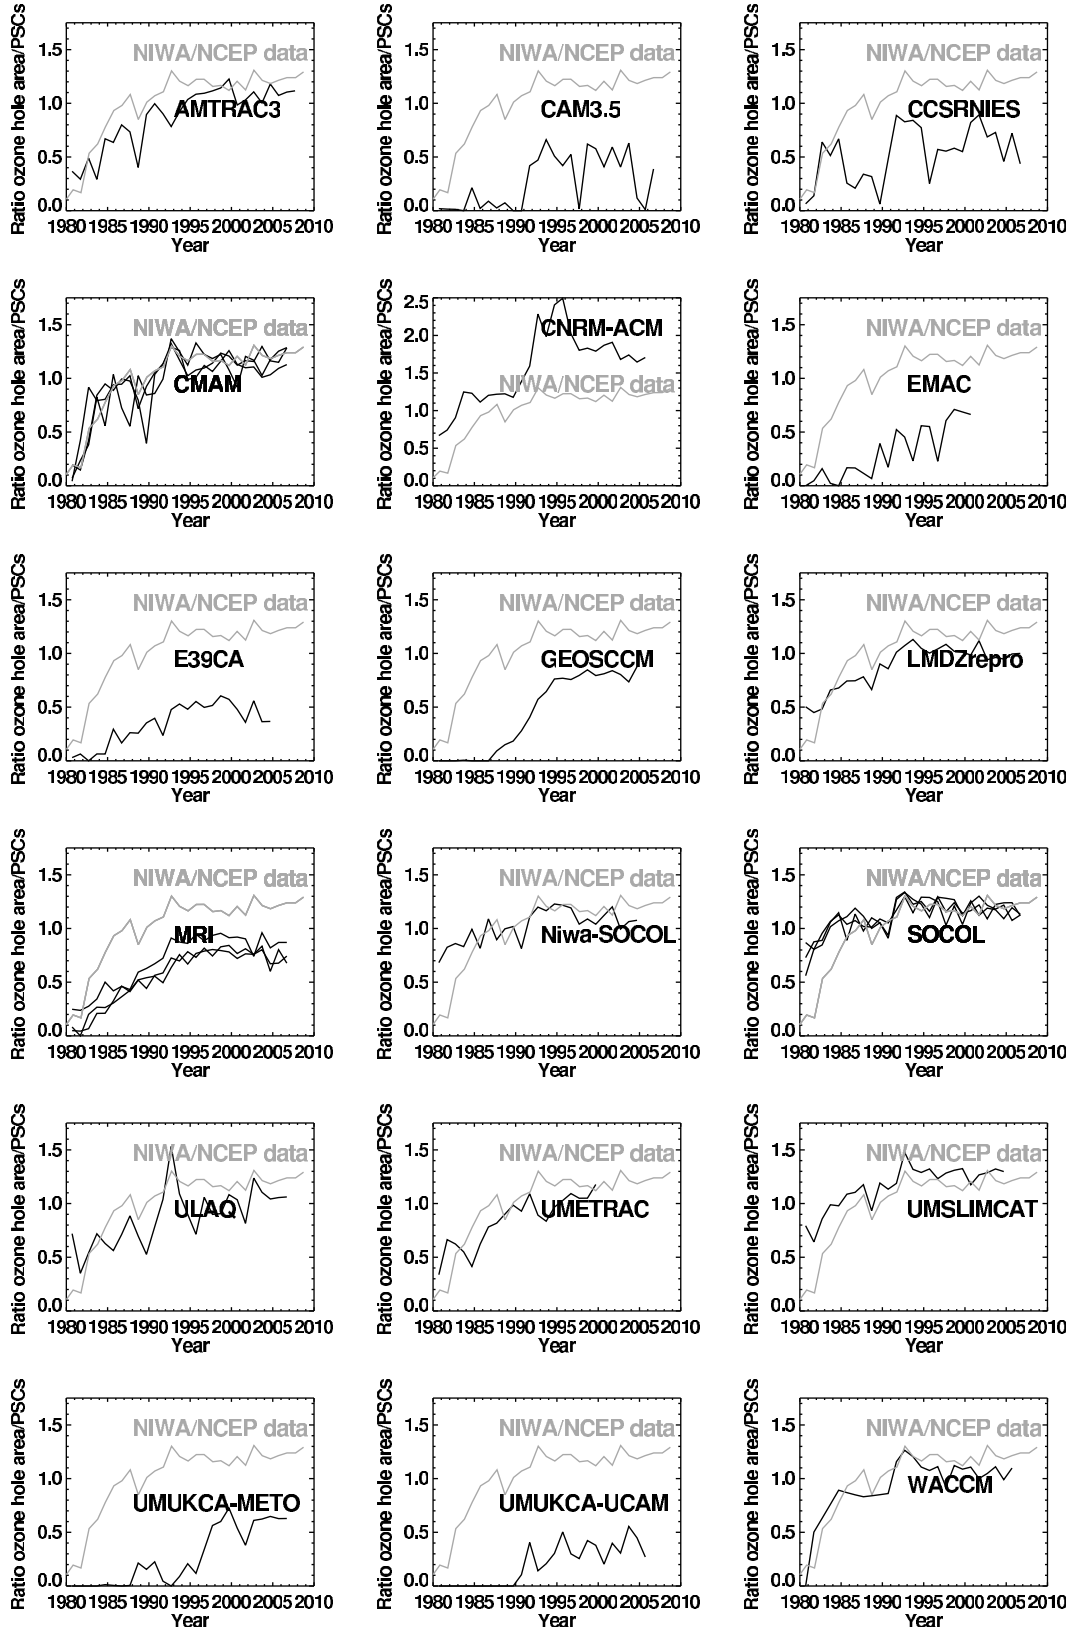 Ratio ozone hole area/PSCs
1.5
1.0
0.5
0.0
NIWA/NCEP data
AMTRAC3
1980 1985 1990 1995 2000 2005 2010
Year
Ratio ozone hole area/PSCs
1.5
1.0
0.5
0.0
NIWA/NCEP data
CAM3.5
1980 1985 1990 1995 2000 2005 2010
Year
Ratio ozone hole area/PSCs
1.5
1.0
0.5
0.0
NIWA/NCEP data
CCSRNIES
1980 1985 1990 1995 2000 2005 2010
Year
Ratio ozone hole area/PSCs
1.5
1.0
0.5
0.0
NIWA/NCEP data
CMAM
1980 1985 1990 1995 2000 2005 2010
Year
Ratio ozone hole area/PSCs
2.5
2.0
1.5
1.0
0.5
0.0
CNRM-ACM
NIWA/NCEP data
1980 1985 1990 1995 2000 2005 2010
Year
Ratio ozone hole area/PSCs
1.5
1.0
0.5
0.0
NIWA/NCEP data
EMAC
1980 1985 1990 1995 2000 2005 2010
Year
Ratio ozone hole area/PSCs
1.5
1.0
0.5
0.0
NIWA/NCEP data
E39CA
1980 1985 1990 1995 2000 2005 2010
Year
Ratio ozone hole area/PSCs
1.5
1.0
0.5
0.0
NIWA/NCEP data
GEOSCCM
1980 1985 1990 1995 2000 2005 2010
Year
Ratio ozone hole area/PSCs
1.5
1.0
0.5
0.0
NIWA/NCEP data
LMDZrepro
1980 1985 1990 1995 2000 2005 2010
Year
Ratio ozone hole area/PSCs
1.5
1.0
0.5
0.0
NIWA/NCEP data
MRI
1980 1985 1990 1995 2000 2005 2010
Year
Ratio ozone hole area/PSCs
1.5
1.0
0.5
0.0
NIWA/NCEP data
Niwa-SOCOL
1980 1985 1990 1995 2000 2005 2010
Year
Ratio ozone hole area/PSCs
1.5
1.0
0.5
0.0
NIWA/NCEP data
SOCOL
1980 1985 1990 1995 2000 2005 2010
Year
Ratio ozone hole area/PSCs
1.5
1.0
0.5
0.0
NIWA/NCEP data
ULAQ
1980 1985 1990 1995 2000 2005 2010
Year
Ratio ozone hole area/PSCs
1.5
1.0
0.5
0.0
NIWA/NCEP data
UMETRAC
1980 1985 1990 1995 2000 2005 2010
Year
Ratio ozone hole area/PSCs
1.5
1.0
0.5
0.0
NIWA/NCEP data
UMSLIMCAT
1980 1985 1990 1995 2000 2005 2010
Year
Ratio ozone hole area/PSCs
1.5
1.0
0.5
0.0
NIWA/NCEP data
UMUKCA-METO
1980 1985 1990 1995 2000 2005 2010
Year
Ratio ozone hole area/PSCs
1.5
1.0
0.5
0.0
NIWA/NCEP data
UMUKCA-UCAM
1980 1985 1990 1995 2000 2005 2010
Year
Ratio ozone hole area/PSCs
1.5
1.0
0.5
0.0
NIWA/NCEP data
WACCM
1980 1985 1990 1995 2000 2005 2010
Year